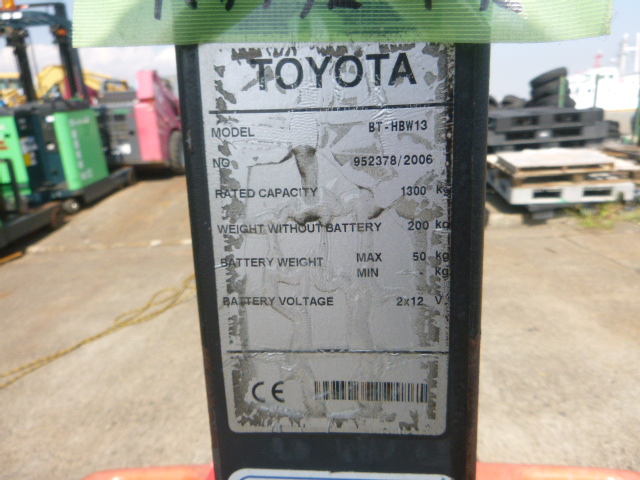 TOYOTA
MODEL BT-HBW13
NO 952378/2006
RATED CAPACITY 1300 kg
WEIGHT WITHOUT BATTERY 200 kg
BATTERY WEIGHT MAX 50 kg
MIN kg
BATTERY VOLTAGE 2x12 V
CE